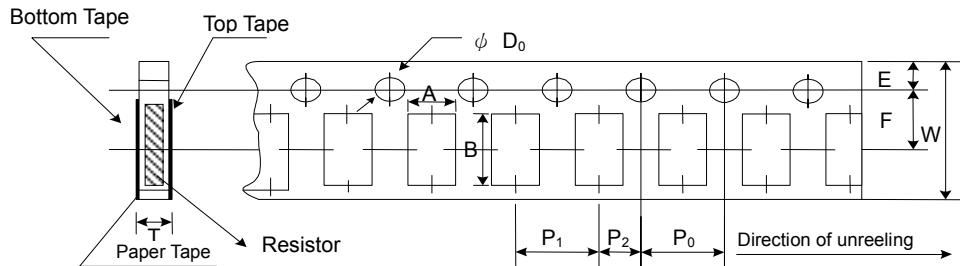 Bottom Tape
Top Tape
ϕ D0
E
A
F
W
B
T
Paper Tape
Resistor
P1
P2
P0
Direction of unreeling